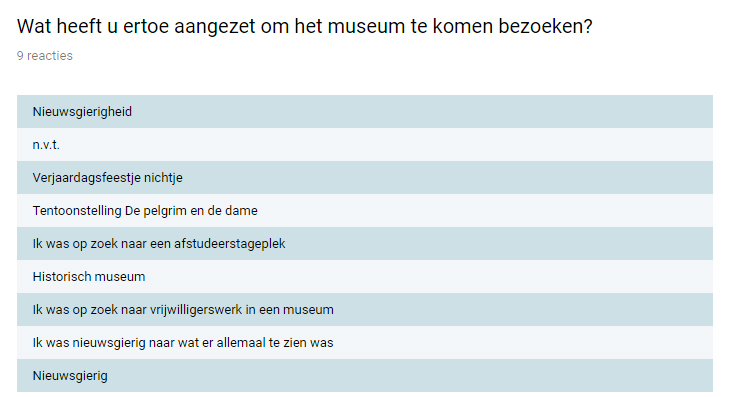 Wat heeft u ertoe aangezet om het museum te komen bezoeken?
9 reacties
Nieuwsgierigheid
n.v.t.
Verjaardagsfeestje nichtje
Tentoonstelling De pelgrim en de dame
Ik was op zoek naar een afstudeerstageplek
Historisch museum
Ik was op zoek naar vrijwilligerswerk in een museum
Ik was nieuwsgierig naar wat er allemaal te zien was
Nieuwsgierig